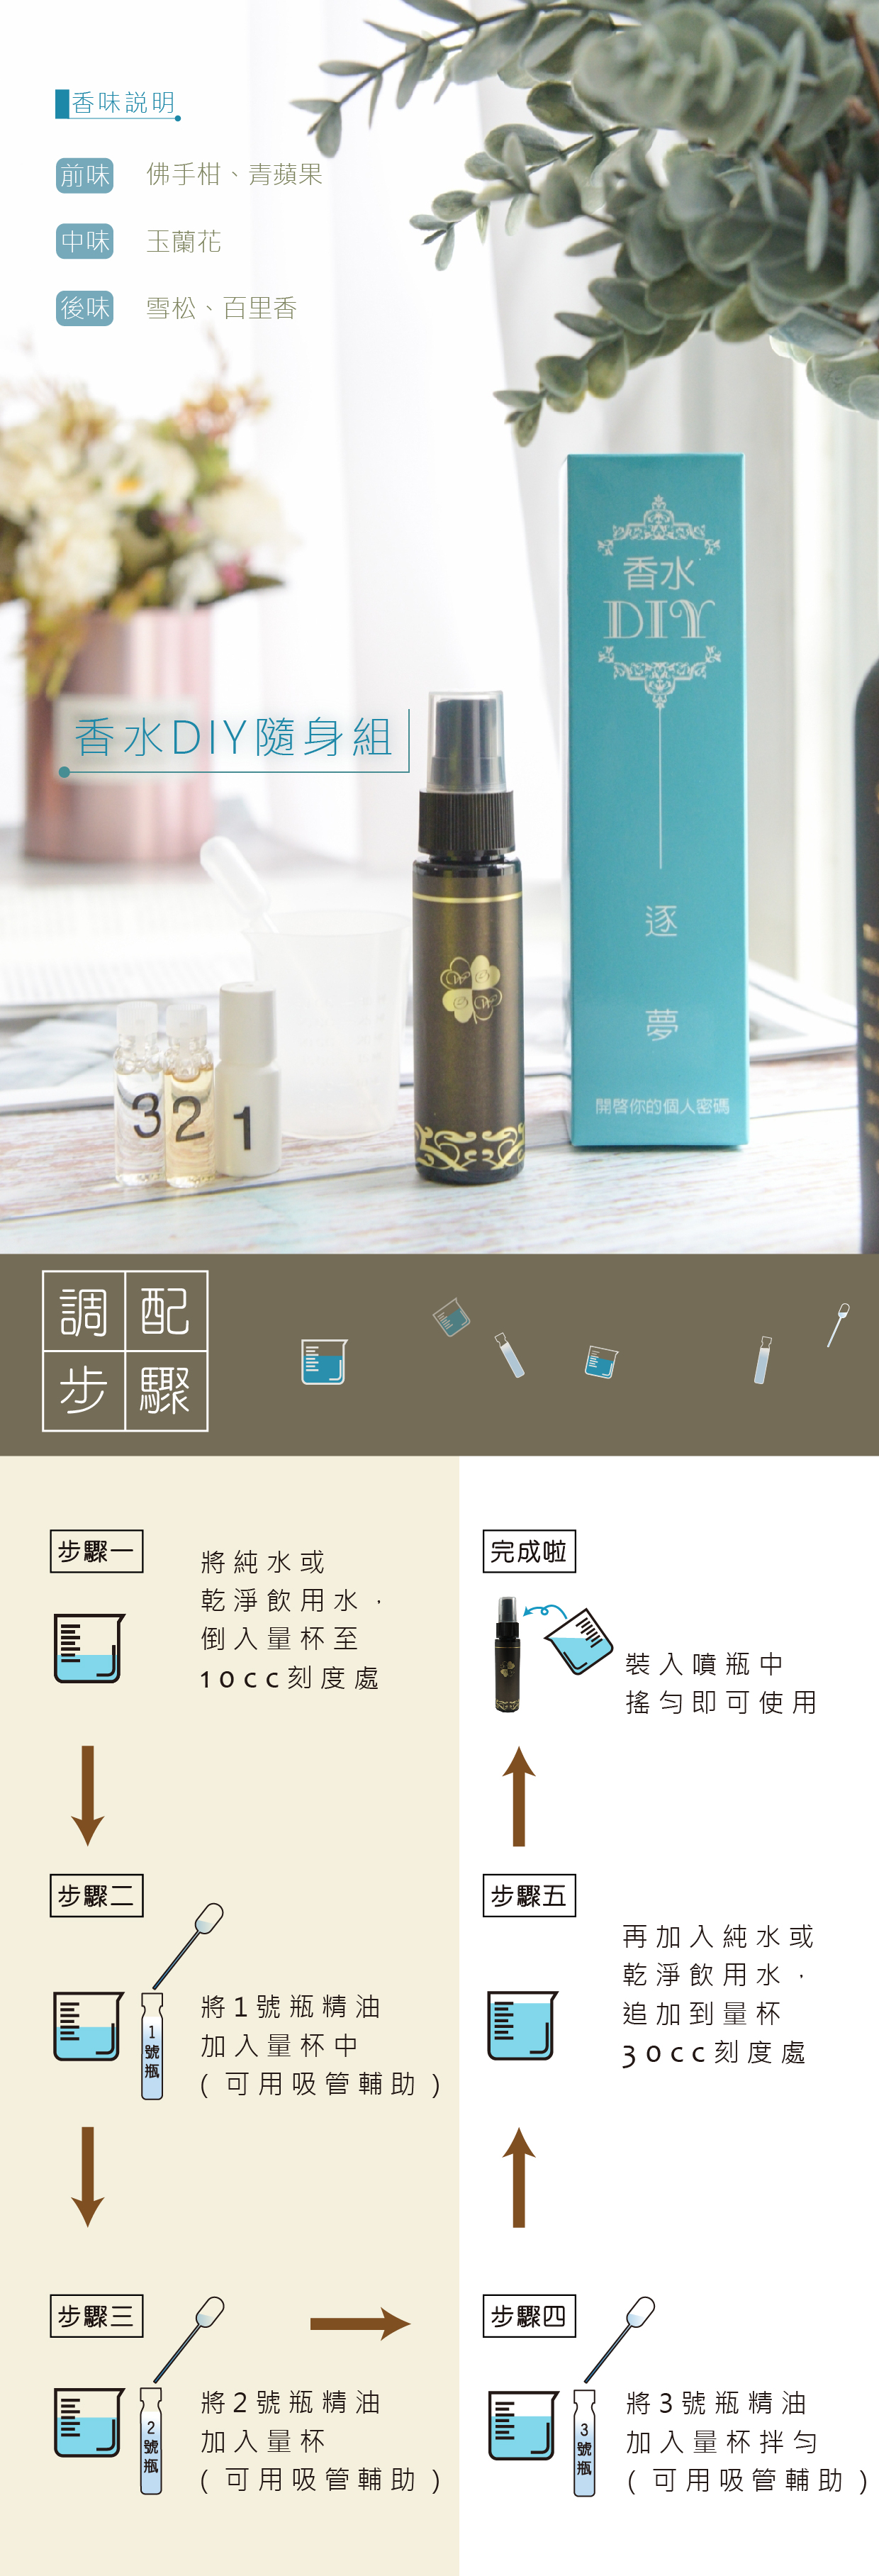 香味説明
前味 佛手柑、青蘋果
中味 玉蘭花
後味 雪松、百里香
香水
DIY
香水DIY隨身組
逐
夢
開啓你的個人密碼
3
2
1
調配
步驟
步驟一
將純水或
乾淨飲用水，
倒入量杯至
10cc刻度處
步驟二
1
號
瓶
將1號瓶精油
加入量杯中
(可用吸管輔助)
步驟三
2
號
瓶
將2號瓶精油
加入量杯
(可用吸管輔助)
步驟四
3
號
瓶
將3號瓶精油
加入量杯拌勻
(可用吸管輔助)
步驟五
再加入純水或
乾淨飲用水，
追加到量杯
30cc刻度處
完成啦
裝入噴瓶中
搖勻即可使用